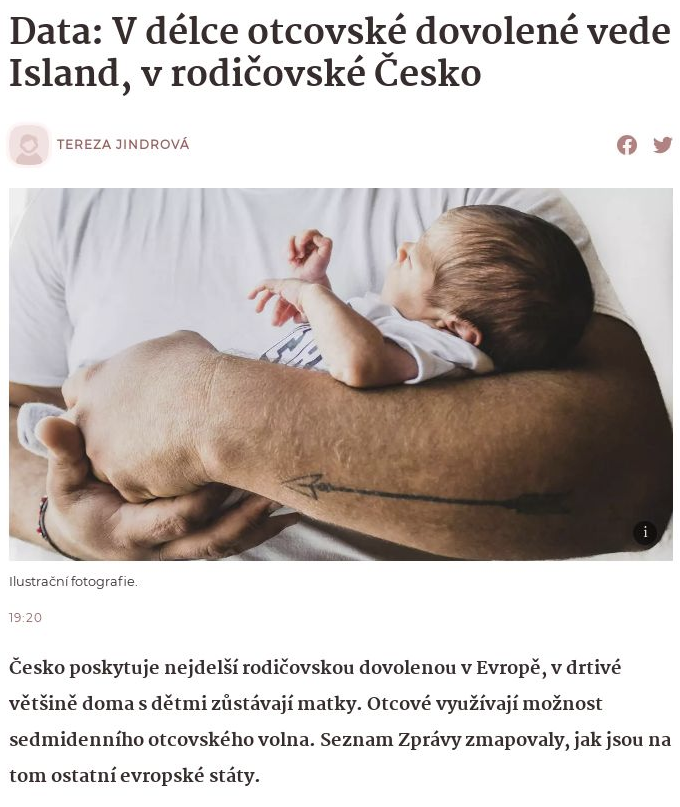 Data: V délce otcovské dovolené vede
Island, v rodičovské Česko
TEREZA JINDROVÁ
i
Ilustrační fotografie.
19:20
Česko poskytuje nejdelší rodičovskou dovolenou v Evropě, v drtivé
většině doma s dětmi zůstávají matky. Otcové využívají možnost
sedmidenního otcovského volna. Seznam Zprávy zmapovaly, jak jsou na
tom ostatní evropské státy.